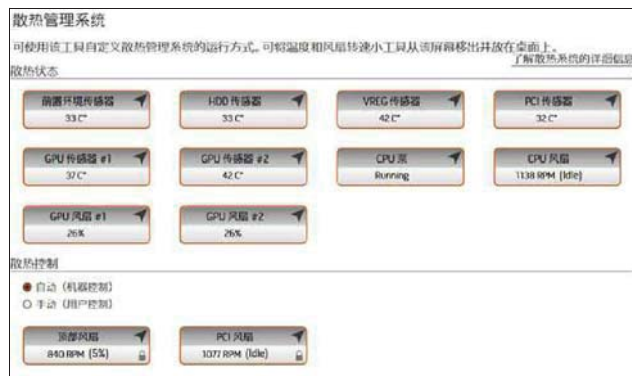 散热管理系统
可使用该工具自定义散热管理系统的运行方式。可将温度和风扇转速小工具从该屏幕移出并放在桌面上。
了解散热系统的详细信息
散热状态
前置环境传感器 HDD 传感器 VREG 传感器 PCI 传感器
33 C° 33 C° 42 C° 32 C°
GPU 传感器 #1 GPU 传感器 #2 CPU 泵 CPU 风扇
37 C° 42 C° Running 1138 RPM (Idle)
GPU 风扇 #1 GPU 风扇 #2
26% 26%
散热控制
自动（机器控制）
手动（用户控制）
顶部风扇 PCI 风扇
840 RPM (5%) 1077 RPM (Idle)